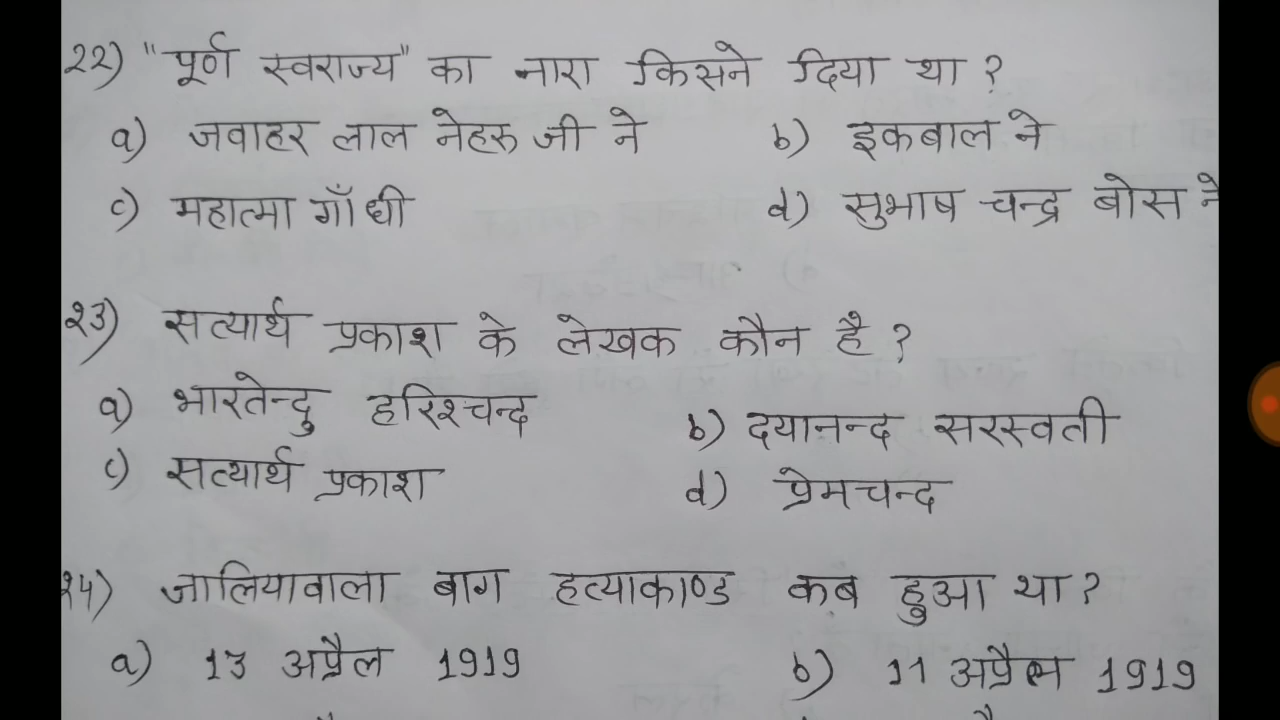 22) "पूर्ण स्वराज्य" का नारा किसने दिया था ?
a) जवाहर लाल नेहरु जी ने b) इकबाल ने
c) महात्मा गाँधी d) सुभाष चन्द्र बोस ने
23) सत्यार्थ प्रकाश के लेखक कौन है ?
a) भारतेन्दु हरिश्चन्द b) दयानन्द सरस्वती
c) सत्यार्थ प्रकाश d) प्रेमचन्द
24) जालियावाला बाग हत्याकाण्ड कब हुआ था ?
a) 13 अप्रैल 1919 b) 11 अप्रैल 1919